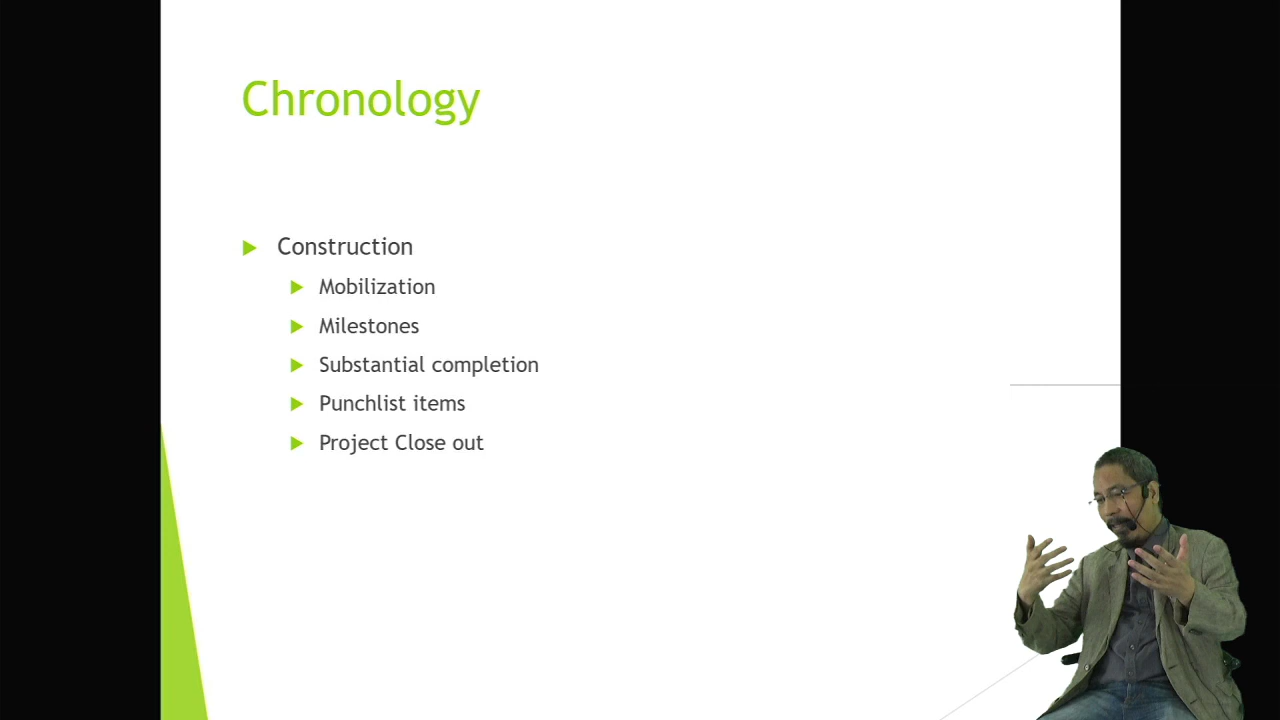 Chronology
Construction
Mobilization
Milestones
Substantial completion
Punchlist items
Project Close out